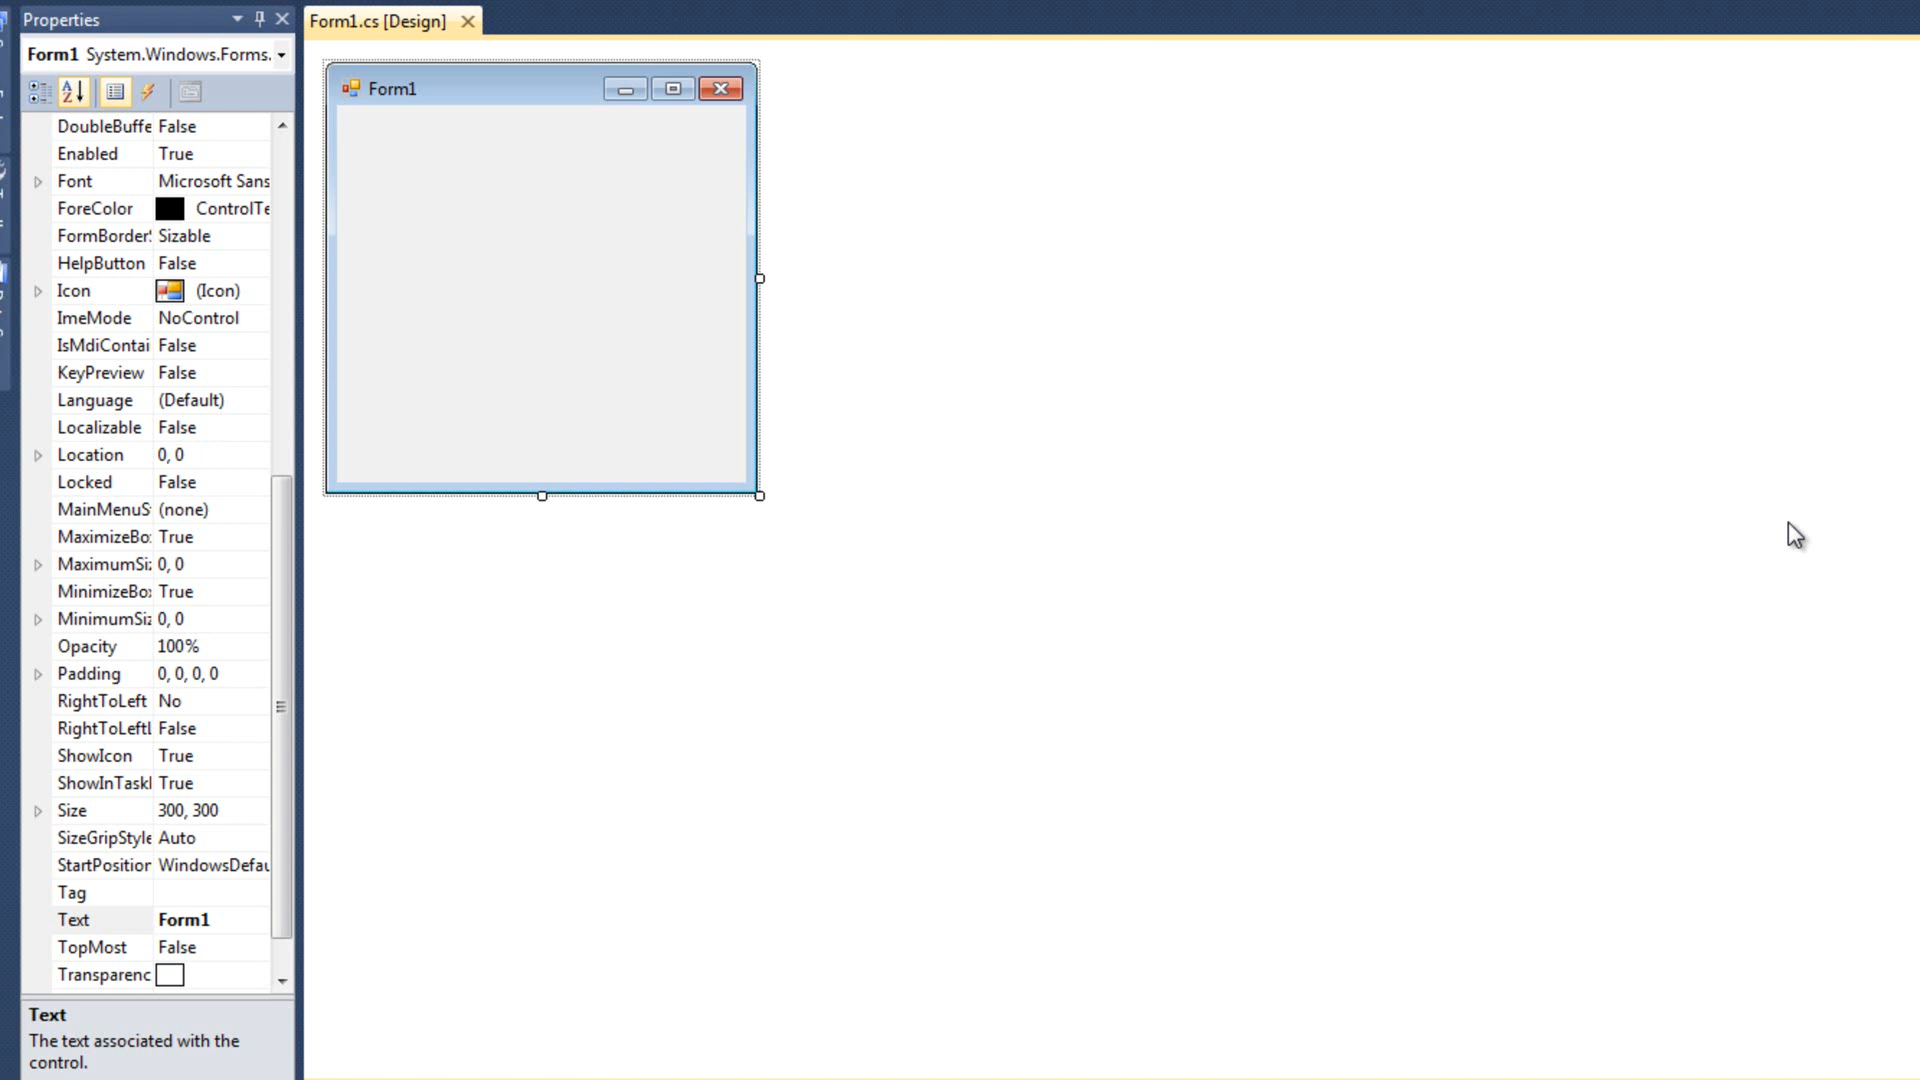 Properties
Form1 System.Windows.Forms.
DoubleBuffe False
Enabled True
Font Microsoft Sans
ForeColor ControlTe
FormBorderS Sizable
HelpButton False
Icon (Icon)
ImeMode NoControl
IsMdiContai False
KeyPreview False
Language (Default)
Localizable False
Location 0, 0
Locked False
MainMenuS (none)
MaximizeBo True
MaximumSiz 0, 0
MinimizeBo True
MinimumSiz 0, 0
Opacity 100%
Padding 0, 0, 0, 0
RightToLeft No
RightToLeftL False
ShowIcon True
ShowInTaskl True
Size 300, 300
SizeGripStyle Auto
StartPosition WindowsDefau
Tag
Text Form1
TopMost False
Transparenc
Text
The text associated with the
control.
Form1.cs [Design]
Form1